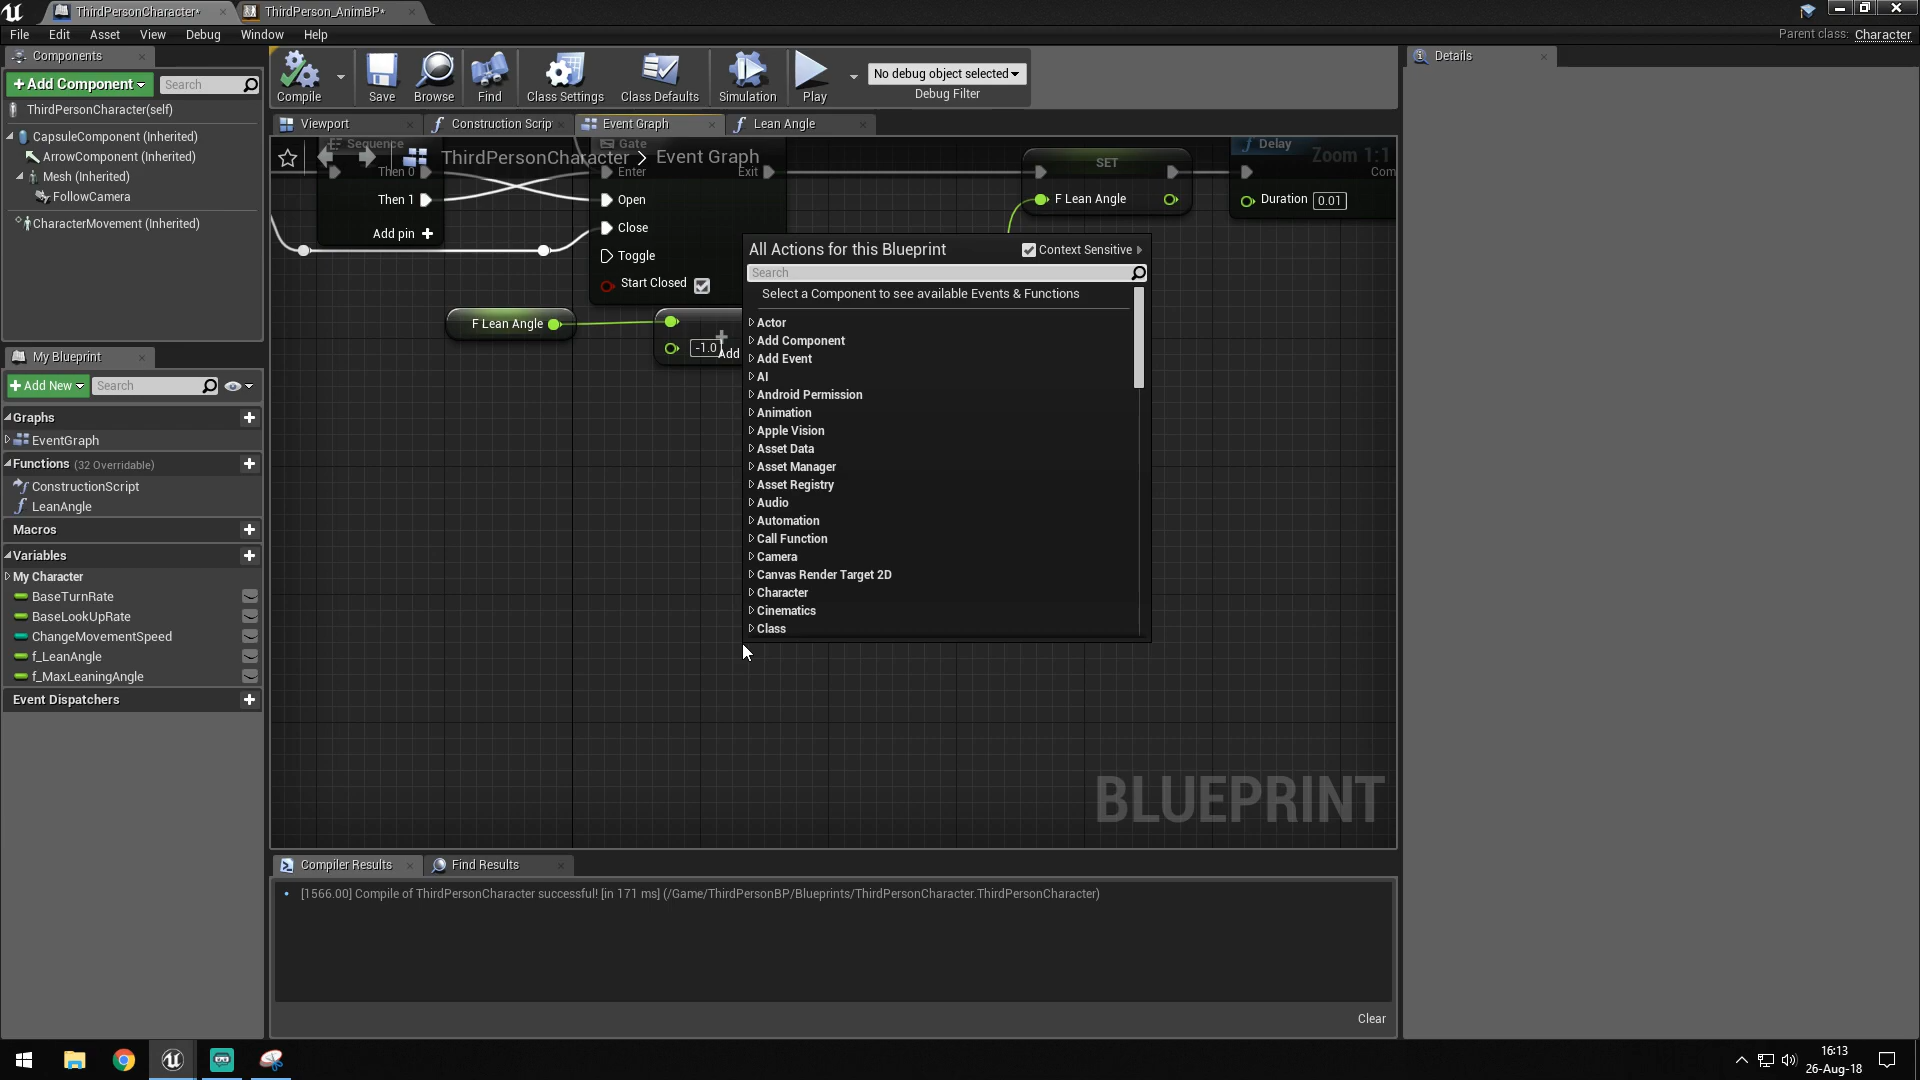 ThirdPersonCharacter*
ThirdPerson_AnimBP*
File Edit Asset View Debug Window Help
Parent class: Character
Components
+ Add Component
Search
ThirdPersonCharacter(self)
CapsuleComponent (Inherited)
ArrowComponent (Inherited)
Mesh (Inherited)
FollowCamera
CharacterMovement (Inherited)
My Blueprint
+ Add New
Search
Graphs
EventGraph
Functions (32 Overridable)
ConstructionScript
LeanAngle
Macros
Variables
My Character
BaseTurnRate
BaseLookUpRate
ChangeMovementSpeed
f_LeanAngle
f_MaxLeaningAngle
Event Dispatchers
Compile
Save
Browse
Find
Class Settings
Class Defaults
Simulation
Play
No debug object selected
Debug Filter
Viewport
Construction Scrip
Event Graph
Lean Angle
ThirdPersonCharacter > Event Graph
Zoom 1:1
Sequence
Then 0
Then 1
Add pin +
Gate
Enter
Exit
Open
Close
Toggle
Start Closed
F Lean Angle
-1.0
Add
SET
F Lean Angle
Delay
Com
Duration 0.01
All Actions for this Blueprint
Context Sensitive
Search
Select a Component to see available Events & Functions
Actor
Add Component
Add Event
AI
Android Permission
Animation
Apple Vision
Asset Data
Asset Manager
Asset Registry
Audio
Automation
Call Function
Camera
Canvas Render Target 2D
Character
Cinematics
Class
BLUEPRINT
Compiler Results
Find Results
[1566.00] Compile of ThirdPersonCharacter successful! [in 171 ms] (/Game/ThirdPersonBP/Blueprints/ThirdPersonCharacter.ThirdPersonCharacter)
Clear
Details
16:13
26-Aug-18